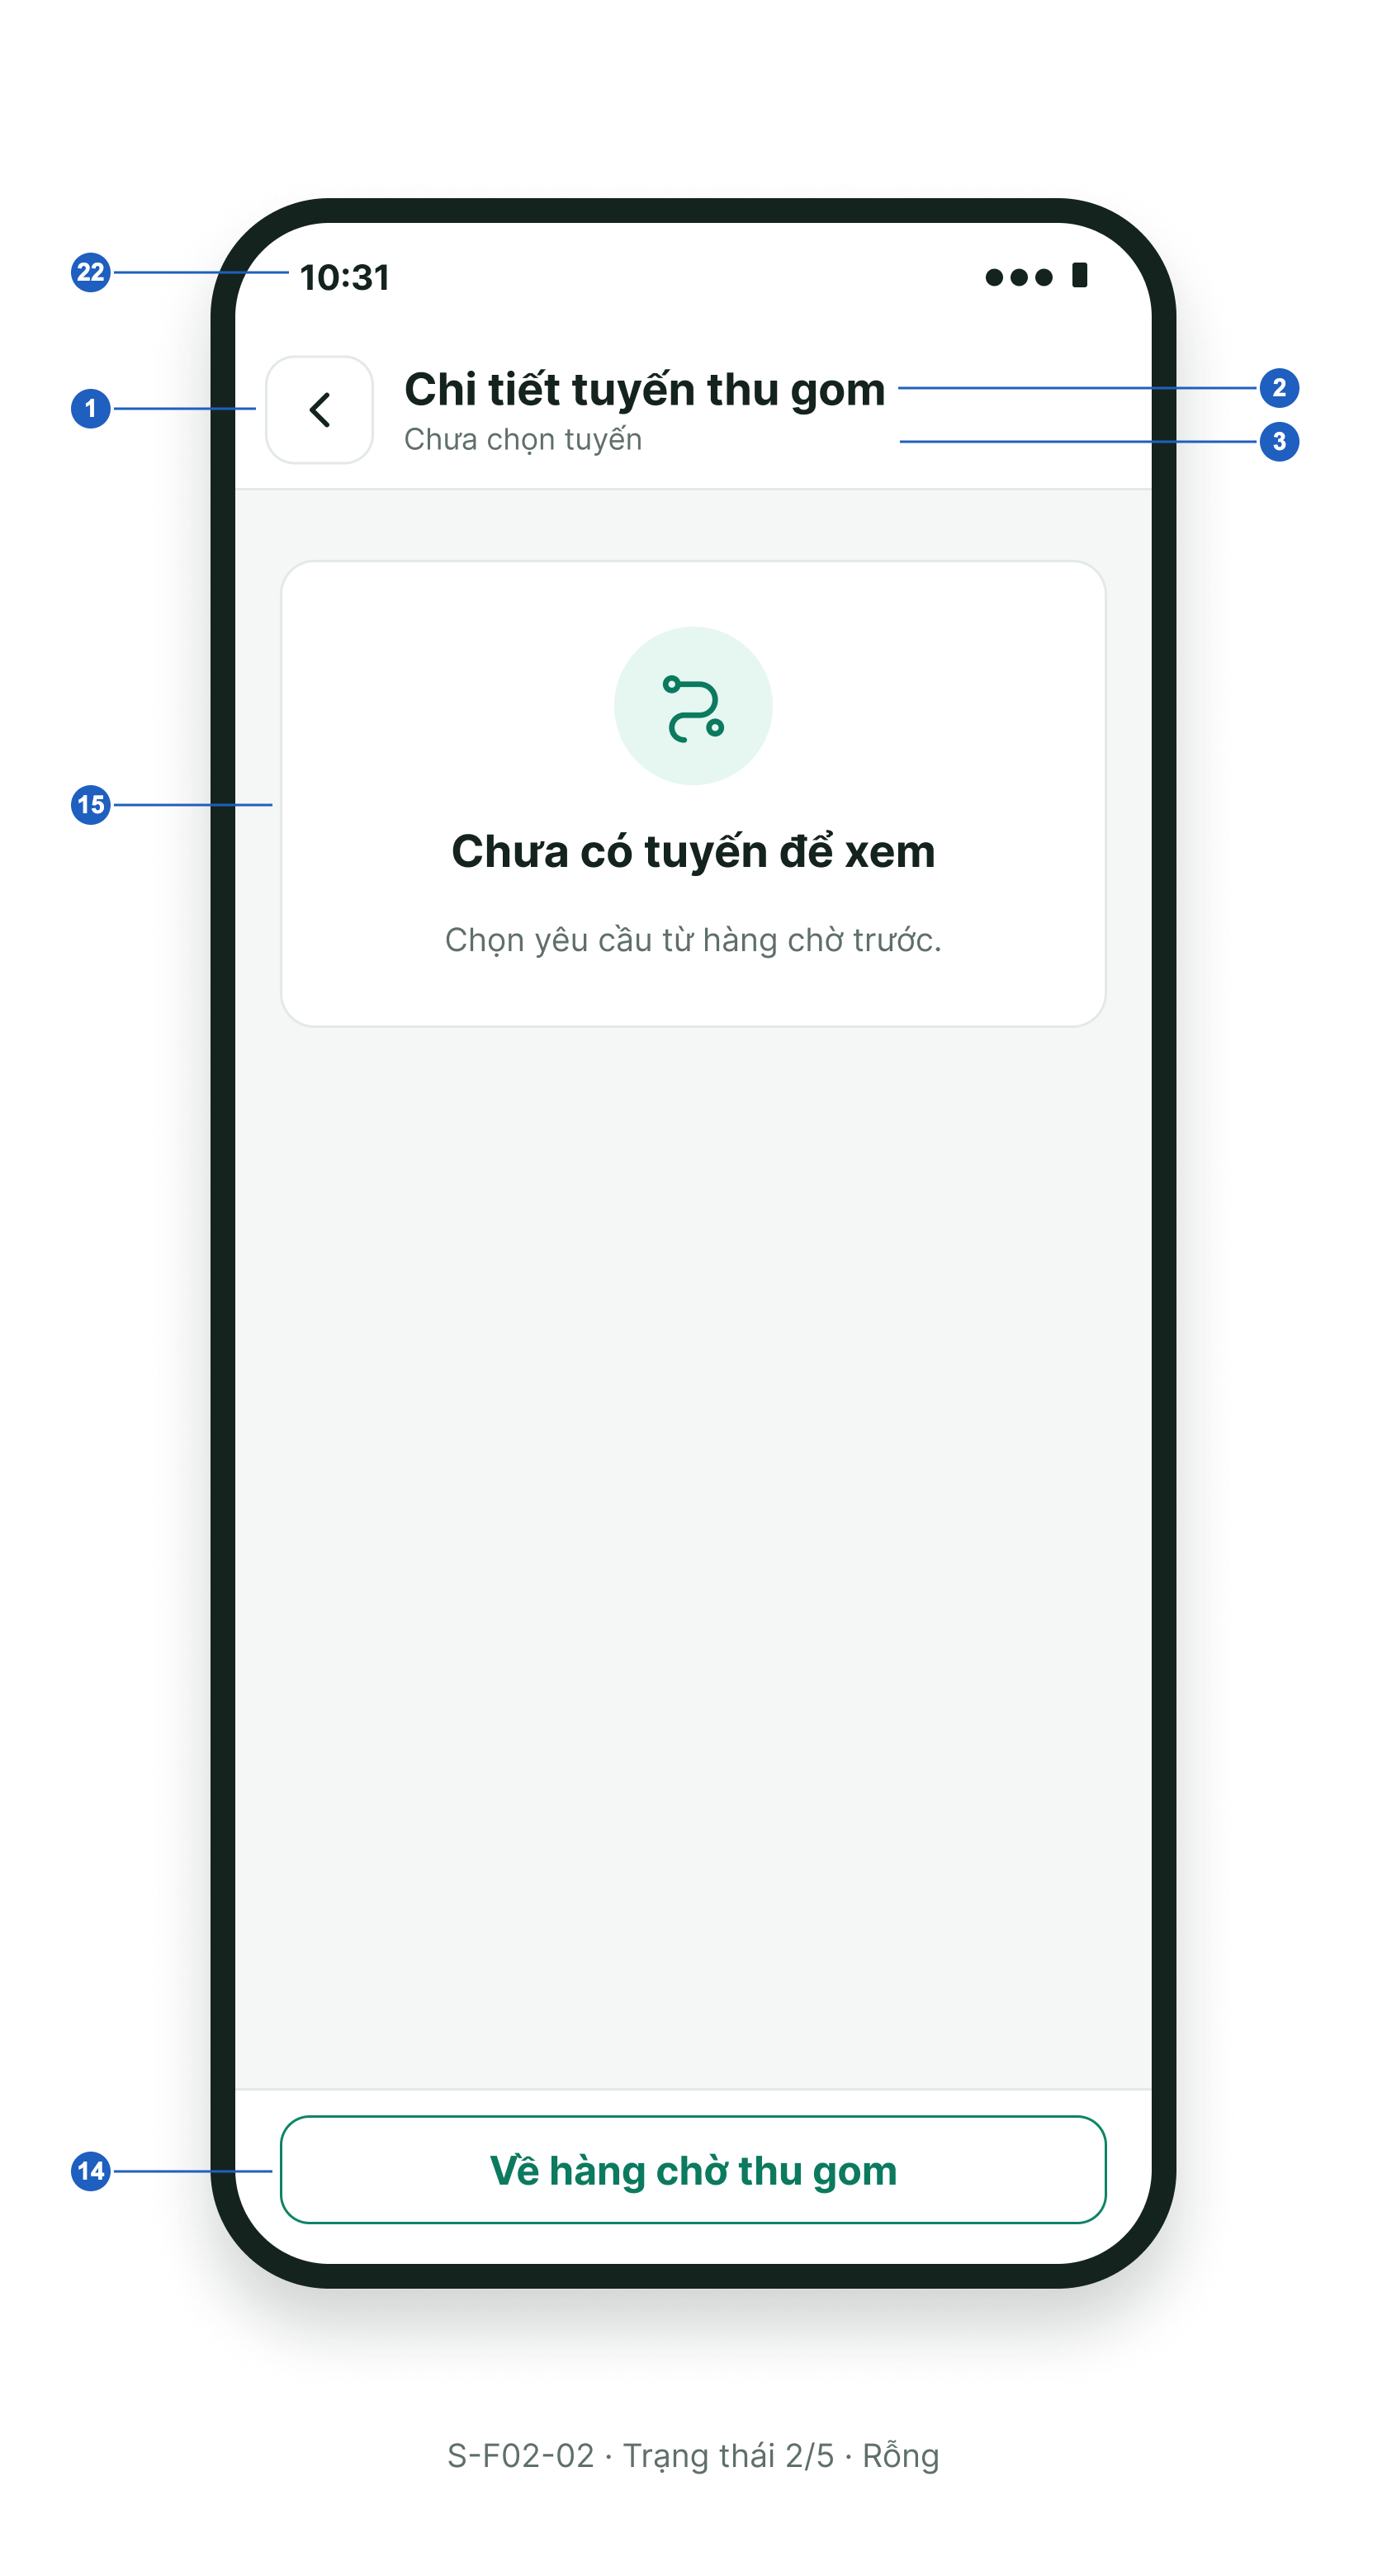 22
10:31
1
Chi tiết tuyến thu gom
2
Chưa chọn tuyến
3
15
Chưa có tuyến để xem
Chọn yêu cầu từ hàng chờ trước.
14
Về hàng chờ thu gom
S-F02-02 · Trạng thái 2/5 · Rỗng